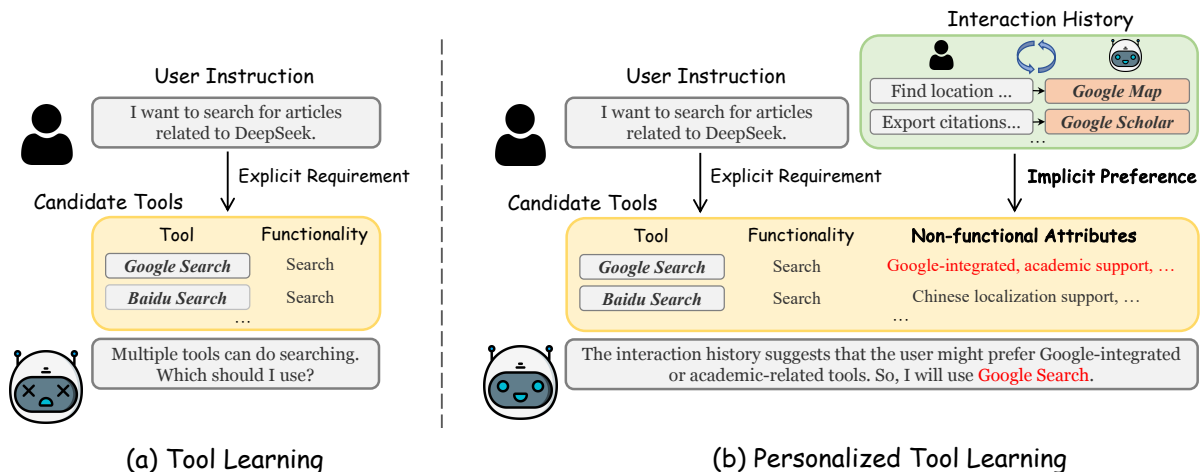 User Instruction
I want to search for articles
related to DeepSeek.
Explicit Requirement
Candidate Tools
Tool Functionality
Google Search Search
Baidu Search Search
...
Multiple tools can do searching.
Which should I use?
(a) Tool Learning
Interaction History
User Instruction
I want to search for articles
related to DeepSeek.
Find location ... Google Map
Export citations... Google Scholar
...
Explicit Requirement
Implicit Preference
Candidate Tools
Tool Functionality Non-functional Attributes
Google Search Search Google-integrated, academic support, ...
Baidu Search Search Chinese localization support, ...
...
The interaction history suggests that the user might prefer Google-integrated
or academic-related tools. So, I will use Google Search.
(b) Personalized Tool Learning